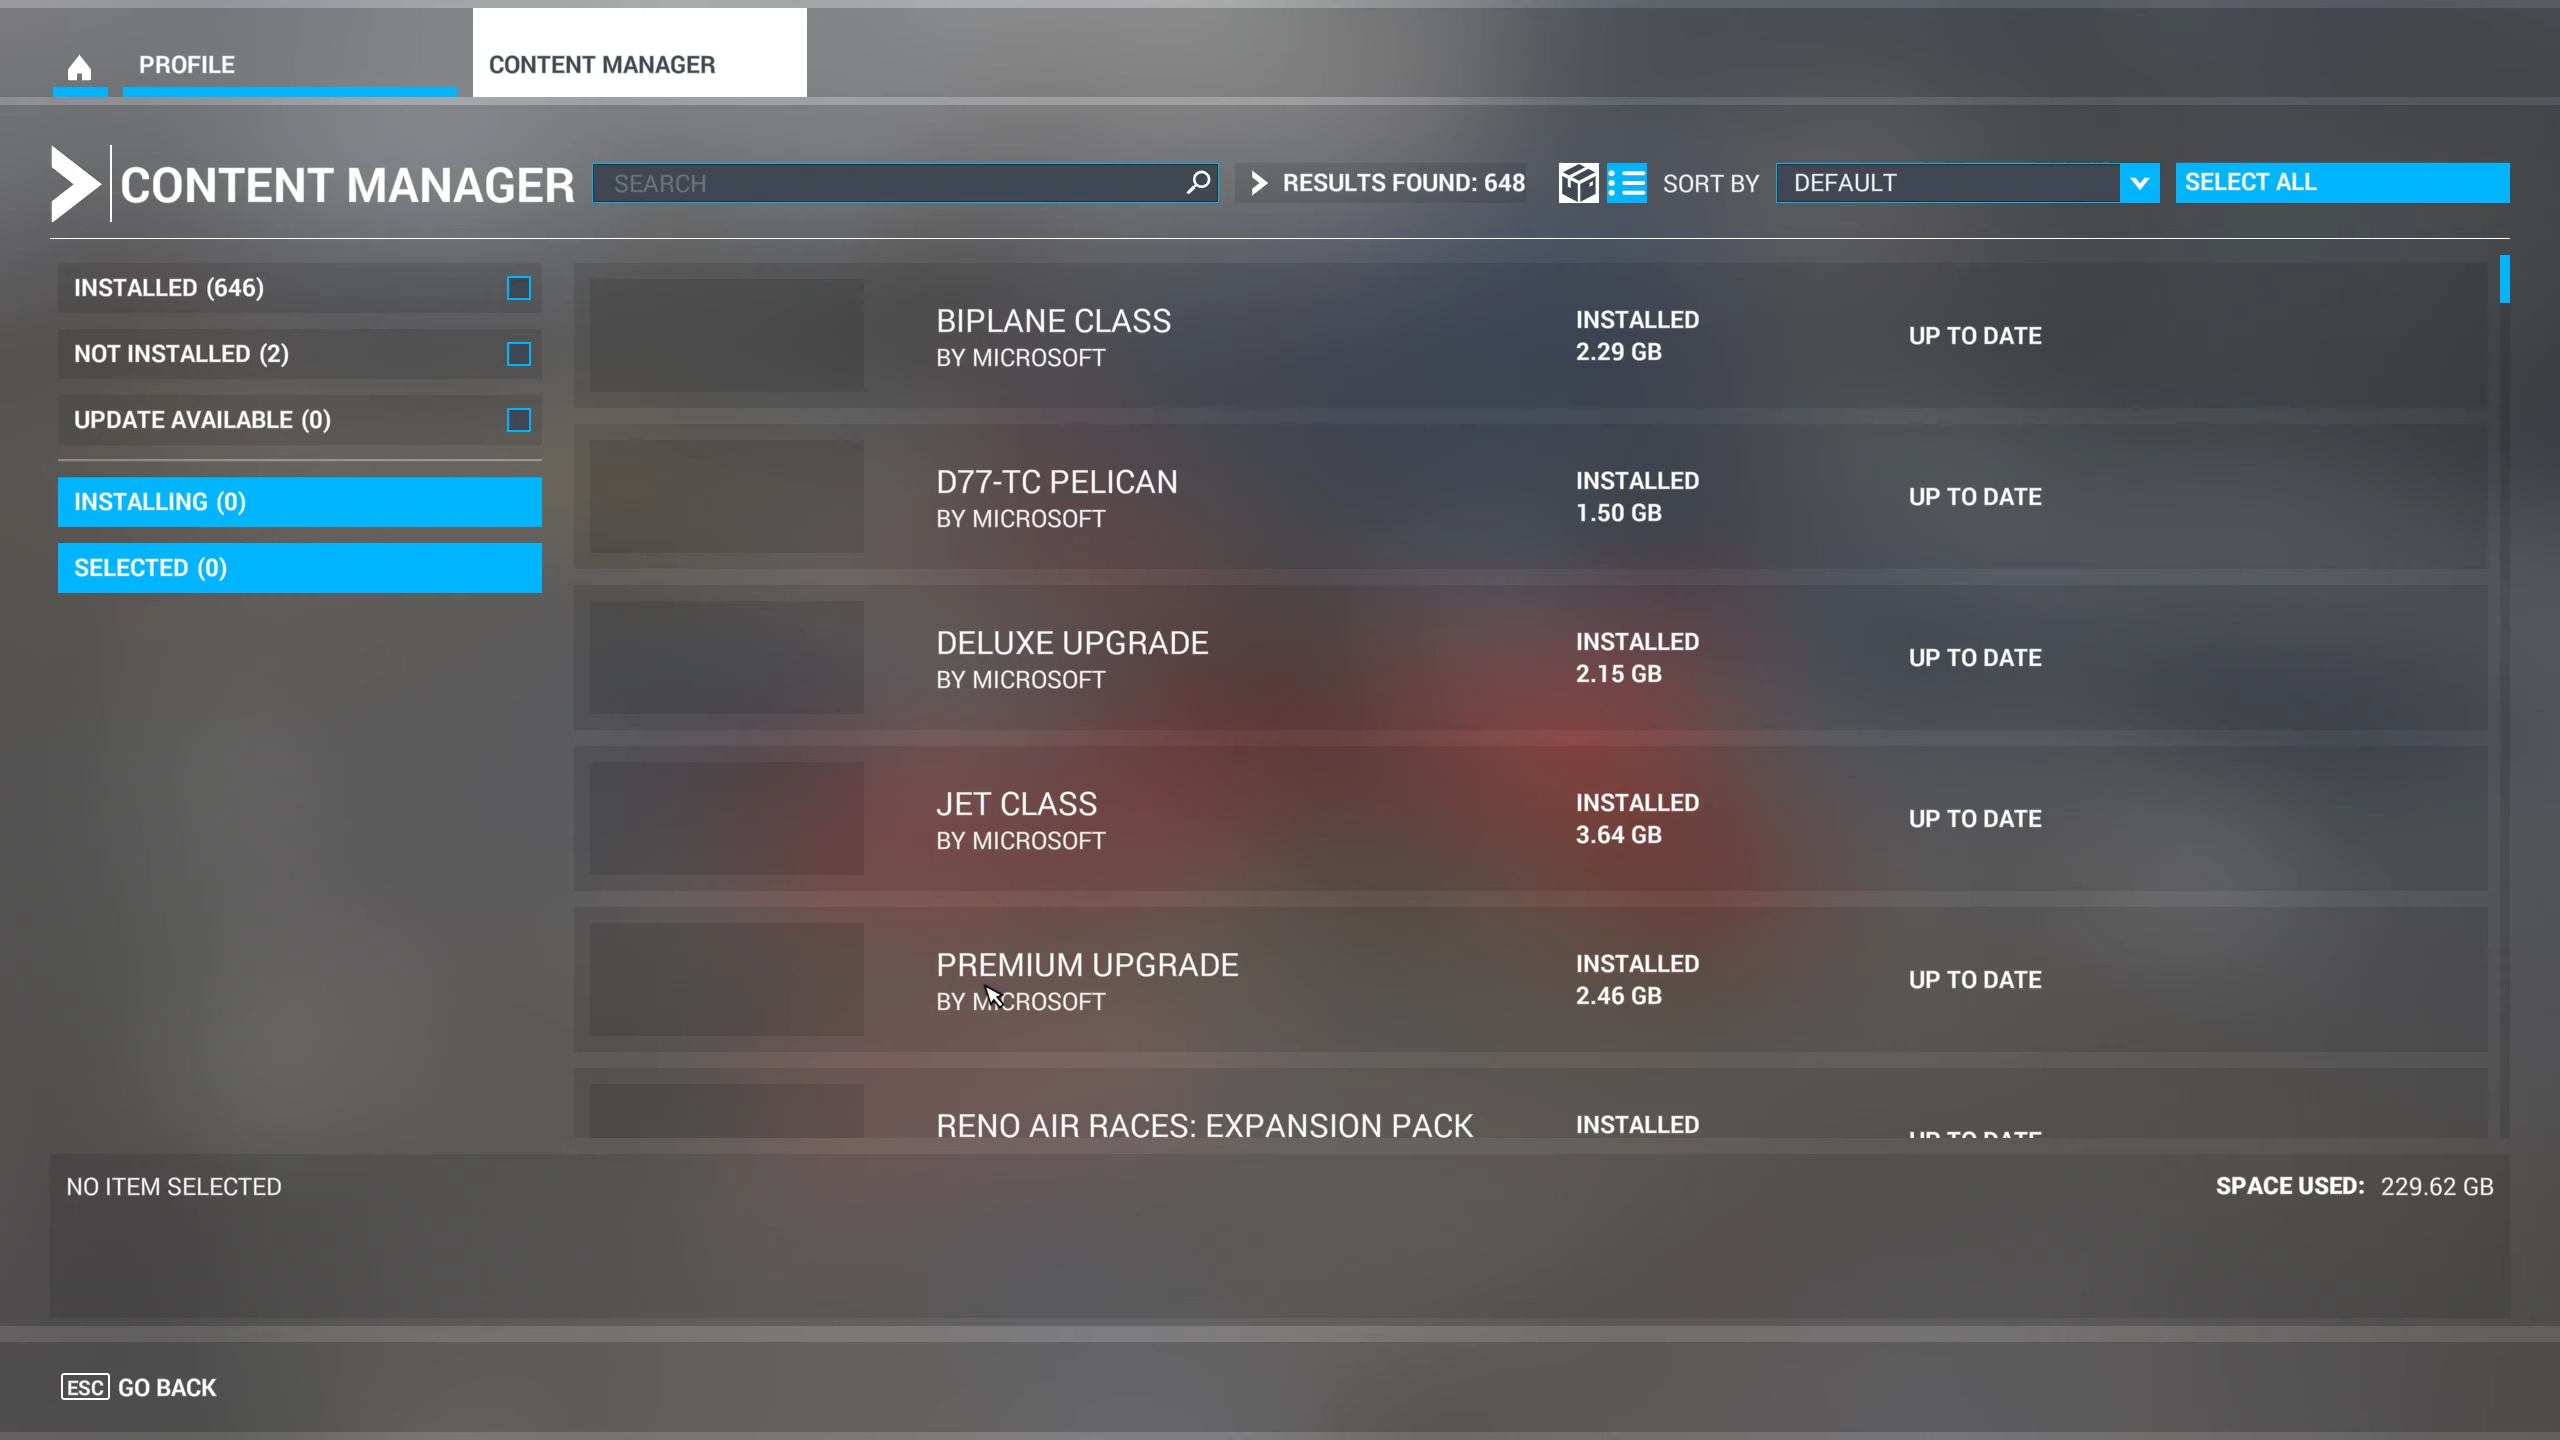 PROFILE
CONTENT MANAGER
CONTENT MANAGER
SEARCH
RESULTS FOUND: 648
SORT BY
DEFAULT
SELECT ALL
INSTALLED (646)
NOT INSTALLED (2)
UPDATE AVAILABLE (0)
INSTALLING (0)
SELECTED (0)
BIPLANE CLASS
BY MICROSOFT
INSTALLED
2.29 GB
UP TO DATE
D77-TC PELICAN
BY MICROSOFT
INSTALLED
1.50 GB
UP TO DATE
DELUXE UPGRADE
BY MICROSOFT
INSTALLED
2.15 GB
UP TO DATE
JET CLASS
BY MICROSOFT
INSTALLED
3.64 GB
UP TO DATE
PREMIUM UPGRADE
BY MICROSOFT
INSTALLED
2.46 GB
UP TO DATE
RENO AIR RACES: EXPANSION PACK
INSTALLED
UP TO DATE
NO ITEM SELECTED
SPACE USED: 229.62 GB
ESC GO BACK